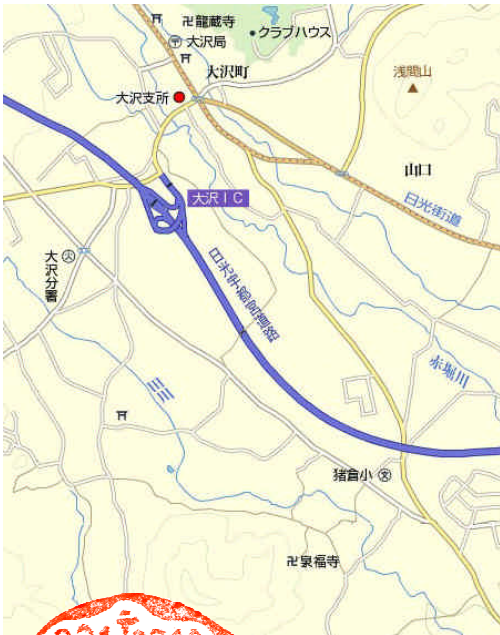 卍龍蔵寺
クラブハウス
大沢局
大沢町
浅間山
大沢支所
山口
大沢IC
日光街道
大沢分署
日光宇都宮道路
赤堀川
猪倉小
卍泉福寺